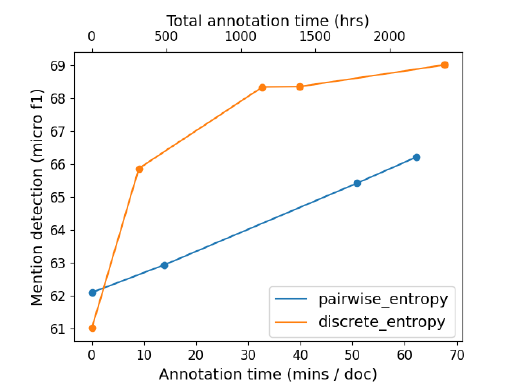 Total annotation time (hrs)
0 500 1000 1500 2000
69
68
67
66
65
64
63
62
61
Mention detection (micro f1)
pairwise_entropy
discrete_entropy
0 10 20 30 40 50 60 70
Annotation time (mins / doc)